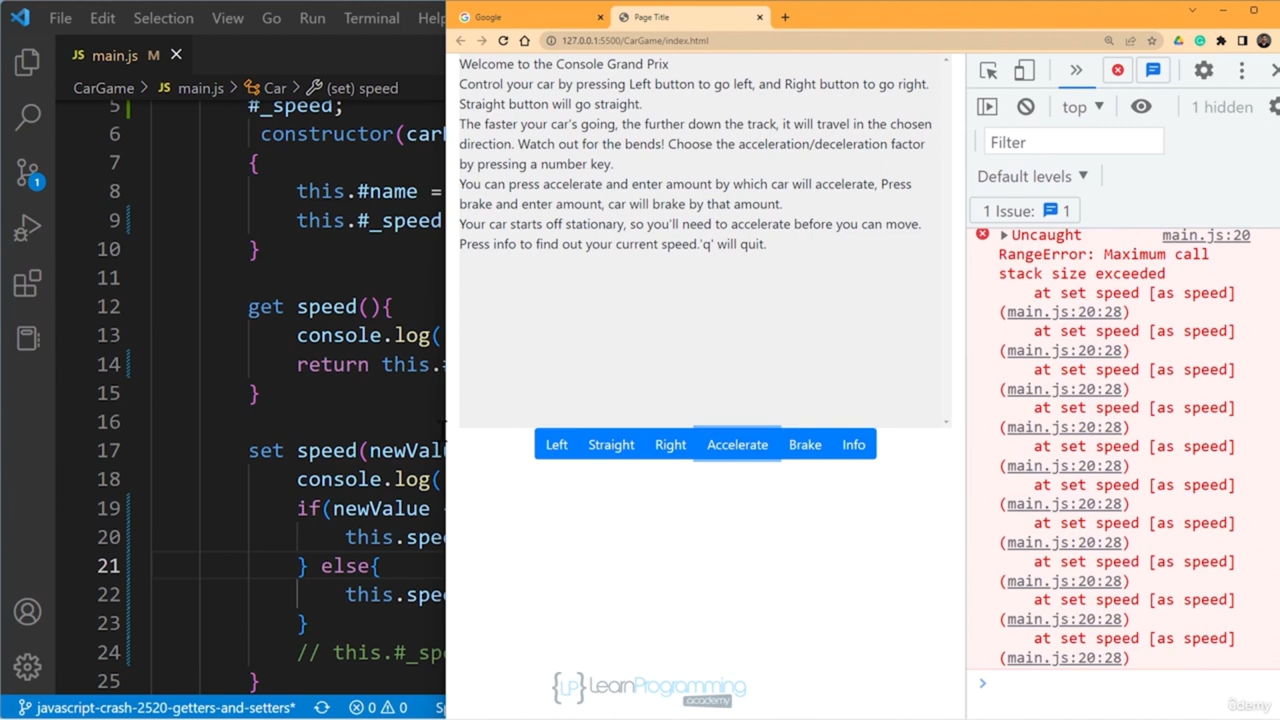 File Edit Selection View Go Run Terminal Help
JS main.js M
CarGame > JS main.js > Car > (set) speed
5 #_speed;
6 constructor(car
7 {
8 this.#name =
9 this.#_speed
10 }
11
12 get speed(){
13 console.log(
14 return this.
15 }
16
17 set speed(newValu
18 console.log(
19 if(newValue
20 this.spee
21 } else{
22 this.spee
23 }
24 // this.#_spe
25 }
1
javascript-crash-2520-getters-and-setters* 0 0
Google
Page Title
127.0.0.1:5500/CarGame/index.html
Welcome to the Console Grand Prix
Control your car by pressing Left button to go left, and Right button to go right.
Straight button will go straight.
The faster your car's going, the further down the track, it will travel in the chosen
direction. Watch out for the bends! Choose the acceleration/deceleration factor
by pressing a number key.
You can press accelerate and enter amount by which car will accelerate, Press
brake and enter amount, car will brake by that amount.
Your car starts off stationary, so you'll need to accelerate before you can move.
Press info to find out your current speed.'q' will quit.
Left Straight Right Accelerate Brake Info
{LP} LearnProgramming
academy
top 1 hidden
Filter
Default levels
1 Issue: 1
Uncaught main.js:20
RangeError: Maximum call
stack size exceeded
at set speed [as speed]
(main.js:20:28)
at set speed [as speed]
(main.js:20:28)
at set speed [as speed]
(main.js:20:28)
at set speed [as speed]
(main.js:20:28)
at set speed [as speed]
(main.js:20:28)
at set speed [as speed]
(main.js:20:28)
at set speed [as speed]
(main.js:20:28)
at set speed [as speed]
(main.js:20:28)
at set speed [as speed]
(main.js:20:28)
at set speed [as speed]
(main.js:20:28)
ûdemy